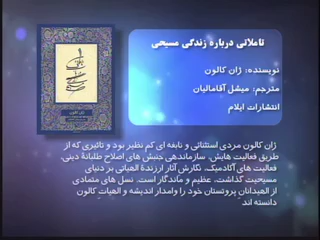 تاملاتی درباره زندگی مسیحی
نویسنده: ژان کالون
مترجم: میشل آقامالیان
انتشارات ایلام
ژان کالون
ژان کالون مردی استثنائی و نابغه ای کم نظیر بود و تاثیری که از
طریق فعالیت هایش، سازماندهی جنبش های اصلاح طلبانهٔ دینی،
فعالیت های آکادمیک، نگارش آثار ارزندهٔ الهیاتی بر دنیای
مسیحیت گذاشت، عظیم و ماندگار است. نسل های متمادی
از الهیدانان پروتستان خود را وامدار اندیشه و الهیات کالون
دانسته اند